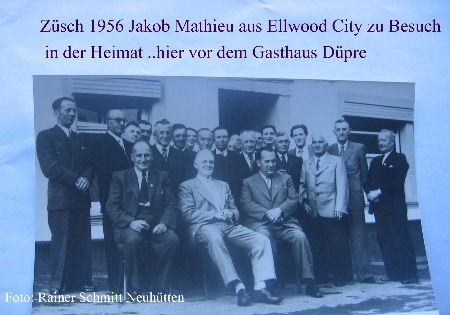 Züsch 1956 Jakob Mathieu aus Ellwood City zu Besuch
in der Heimat ..hier vor dem Gasthaus Düpre
Foto: Rainer Schmitt Neuhütten